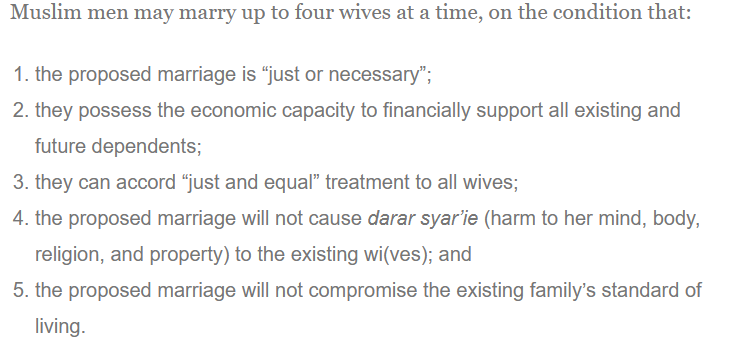 Muslim men may marry up to four wives at a time, on the condition that:
1. the proposed marriage is “just or necessary”;
2. they possess the economic capacity to financially support all existing and
future dependents;
3. they can accord “just and equal” treatment to all wives;
4. the proposed marriage will not cause darar syar’ie (harm to her mind, body,
religion, and property) to the existing wi(ves); and
5. the proposed marriage will not compromise the existing family’s standard of
living.